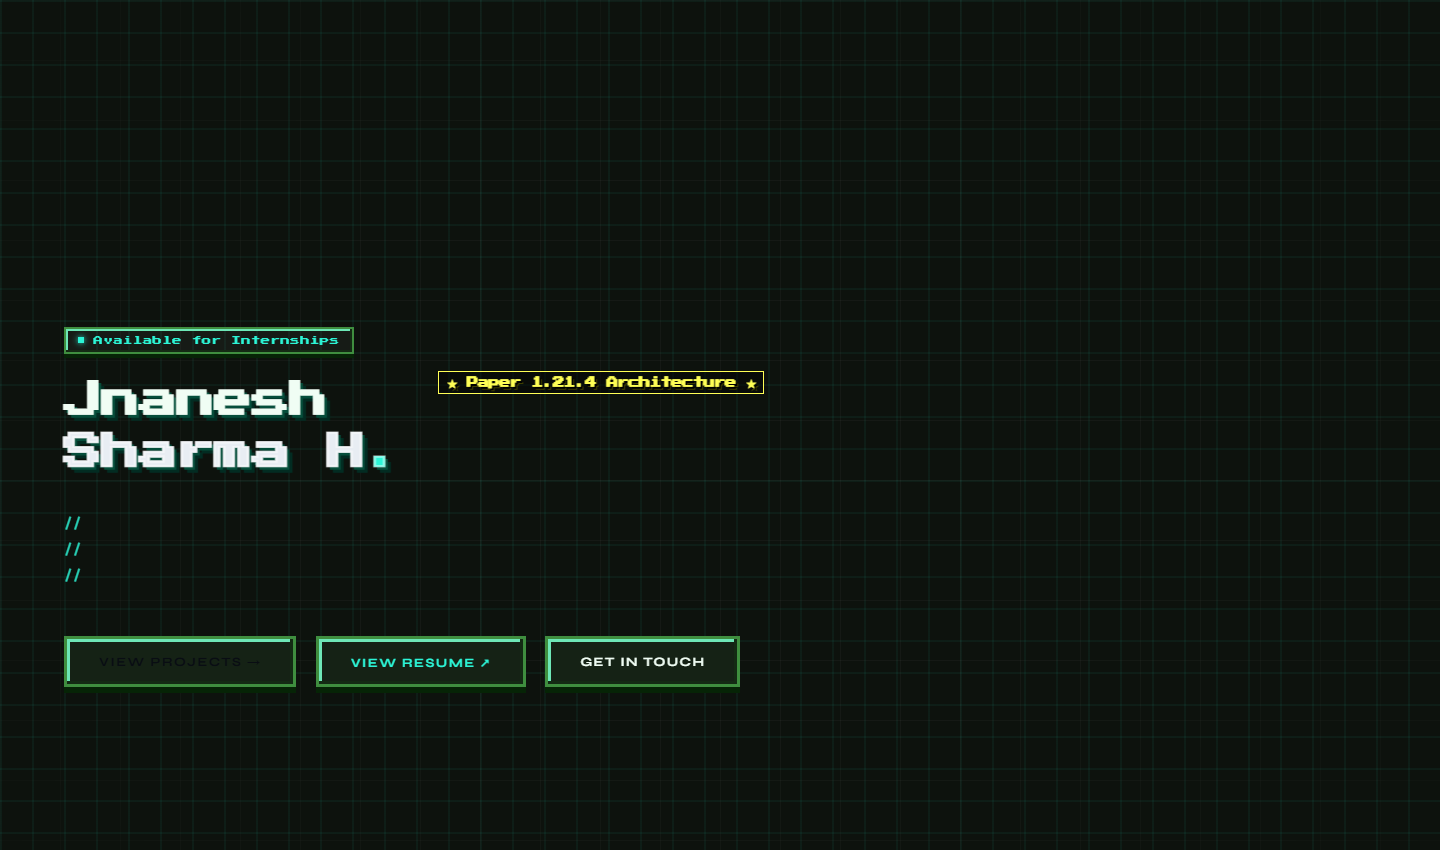 Available for Internships
★ Paper 1.21.4 Architecture ★
Jnanesh
Sharma H.
//
//
//
VIEW PROJECTS →
VIEW RESUME ↗
GET IN TOUCH